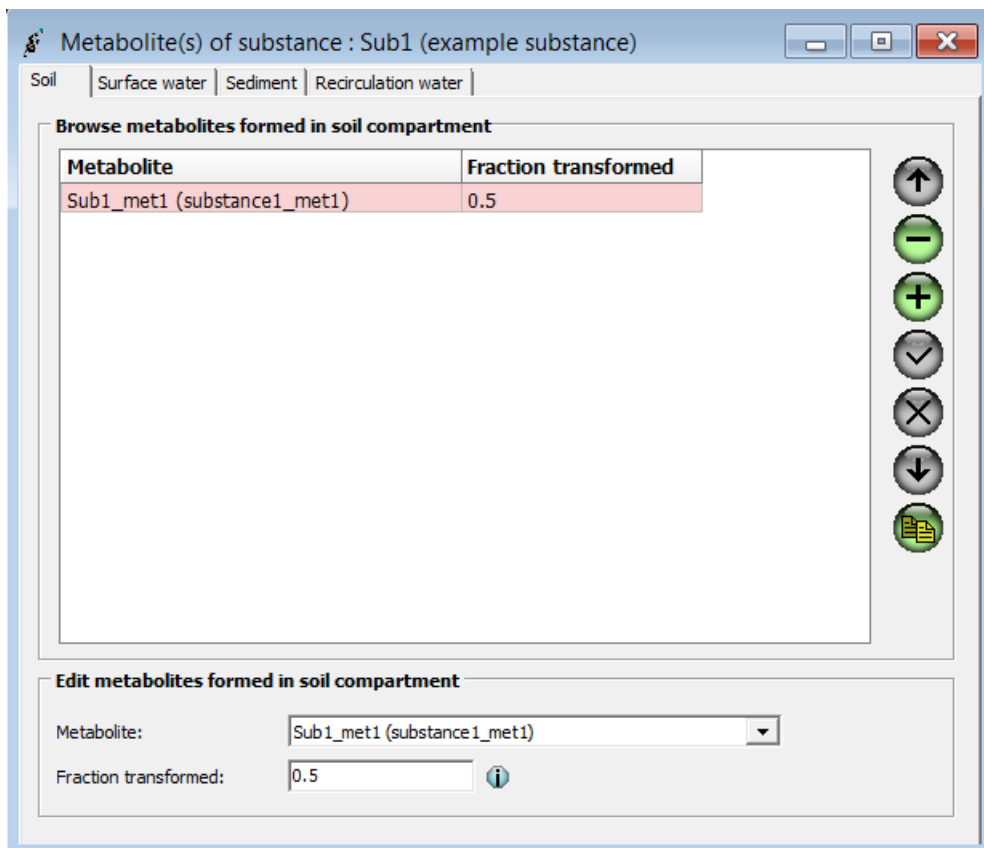 Metabolite(s) of substance : Sub1 (example substance)
Soil Surface water Sediment Recirculation water
Browse metabolites formed in soil compartment
Metabolite Fraction transformed
Sub1_met1 (substance1_met1) 0.5
Edit metabolites formed in soil compartment
Metabolite: Sub1_met1 (substance1_met1)
Fraction transformed: 0.5